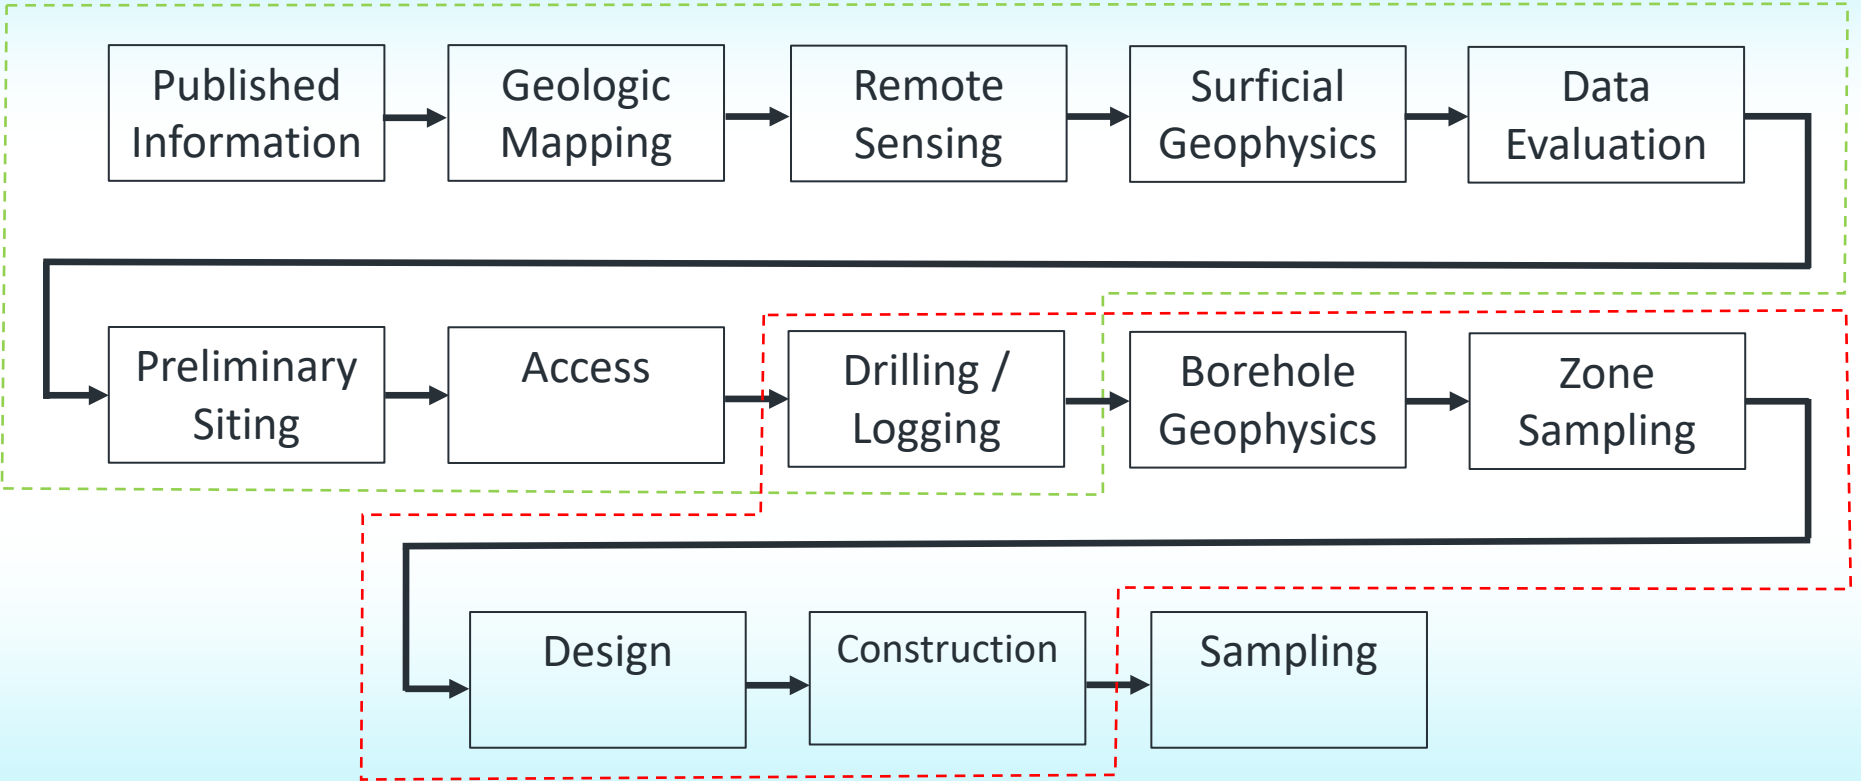 Published
Information
Geologic
Mapping
Remote
Sensing
Surficial
Geophysics
Data
Evaluation
Preliminary
Siting
Access
Drilling /
Logging
Borehole
Geophysics
Zone
Sampling
Design
Construction
Sampling